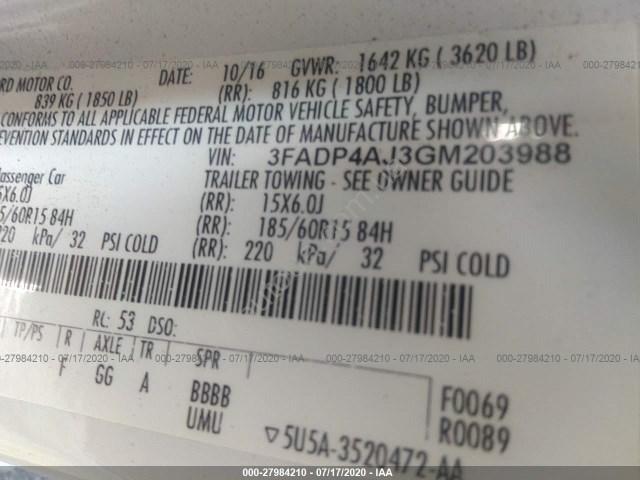 000-27984210 - 07/17/2020 - IAAI
RD MOTOR CO. DATE: 10/16 GVWR: 1642 KG ( 3620 LB)
839 KG ( 1850 LB) (RR): 816 KG ( 1800 LB)
CONFORMS TO ALL APPLICABLE FEDERAL MOTOR VEHICLE SAFETY, BUMPER,
EVENTION STANDARDS IN EFFECT ON THE DATE OF MANUFACTURE SHOWN ABOVE.
VIN: 3FADP4AJ3GM203988
Passenger Car TRAILER TOWING - SEE OWNER GUIDE
5X6.0J (RR): 15X6.0J
5/60R15 84H (RR): 185/60R15 84H
220 kPa/ 32 PSI COLD (RR): 220 kPa/ 32 PSI COLD
RC: 53 DSO:
TP/PS R AXLE TR SPR
F GG A BBBB F0069
UMU R0089
5U5A-3520472-AA
000-27984210 - 07/17/2020 - IAAI